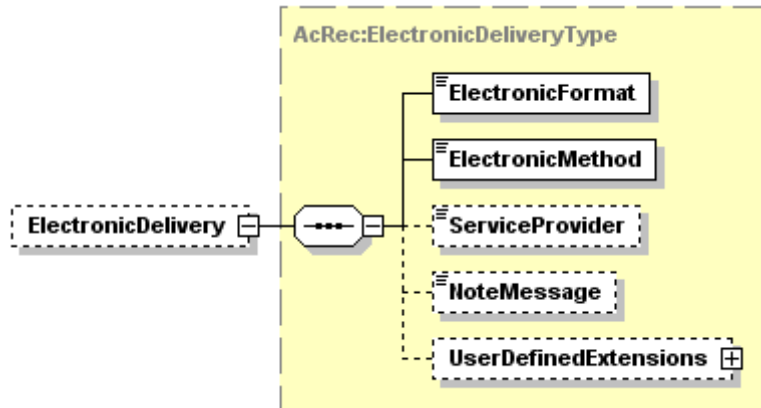 AcRec:ElectronicDeliveryType
ElectronicFormat
ElectronicMethod
ElectronicDelivery
ServiceProvider
NoteMessage
UserDefinedExtensions